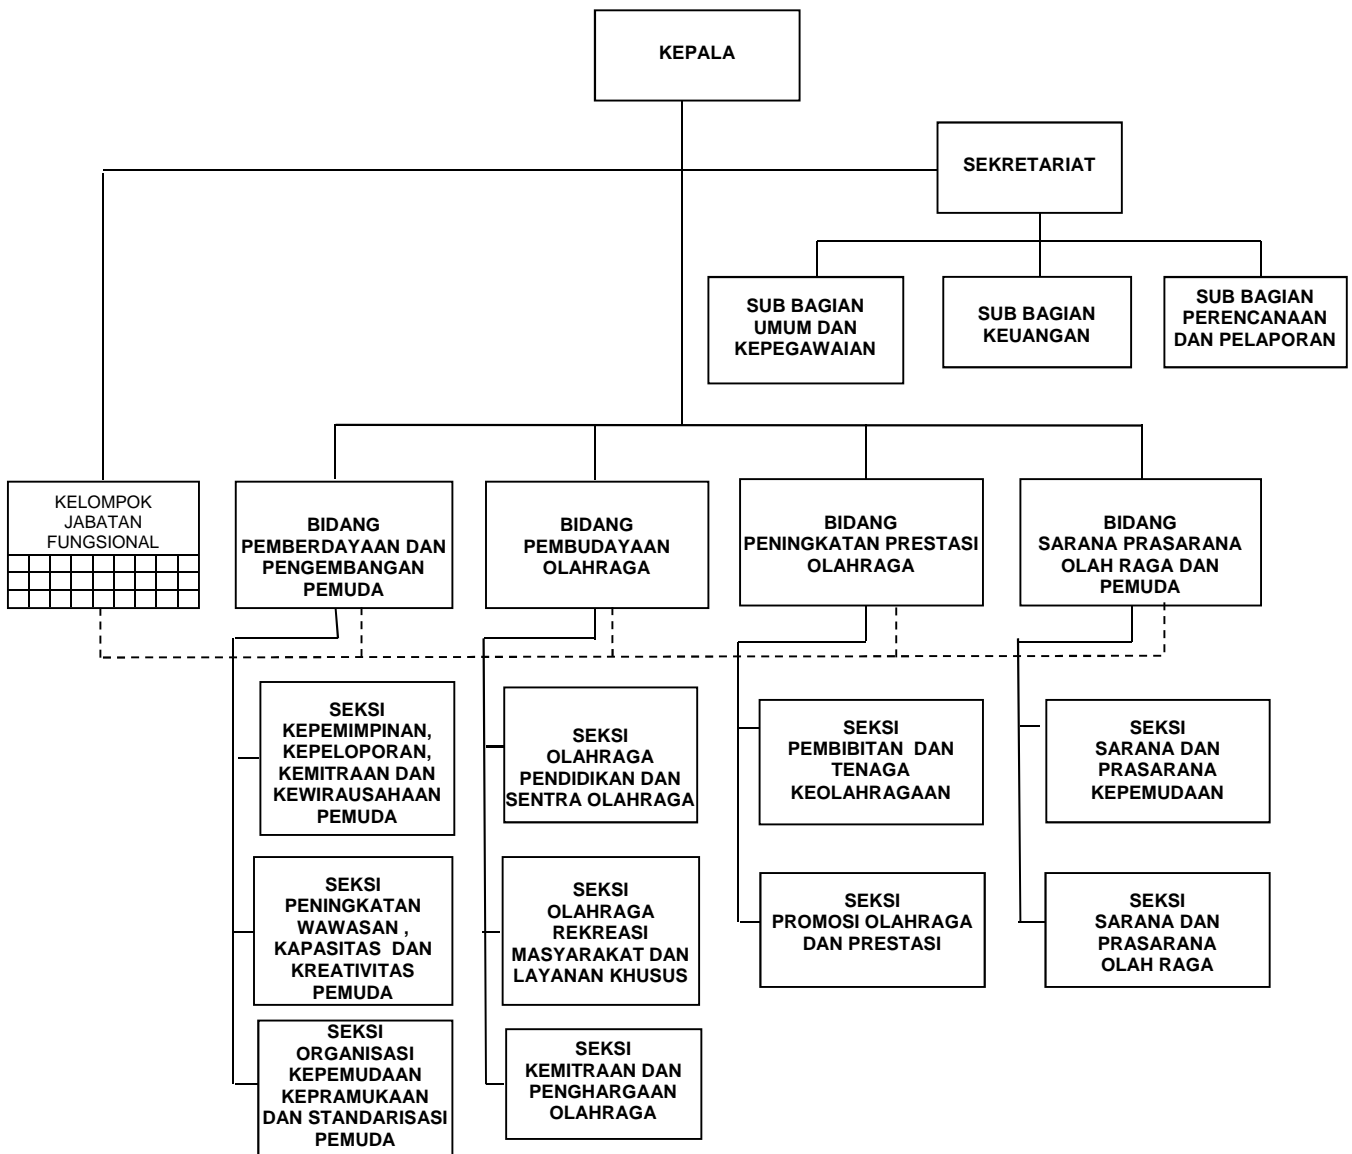 KEPALA
SEKRETARIAT
SUB BAGIAN
UMUM DAN
KEPEGAWAIAN
SUB BAGIAN
KEUANGAN
SUB BAGIAN
PERENCANAAN
DAN PELAPORAN
KELOMPOK
JABATAN
FUNGSIONAL
BIDANG
PEMBERDAYAAN DAN
PENGEMBANGAN
PEMUDA
BIDANG
PEMBUDAYAAN
OLAHRAGA
BIDANG
PENINGKATAN PRESTASI
OLAHRAGA
BIDANG
SARANA PRASARANA
OLAH RAGA DAN
PEMUDA
SEKSI
KEPEMIMPINAN,
KEPELOPORAN,
KEMITRAAN DAN
KEWIRAUSAHAAN
PEMUDA
SEKSI
OLAHRAGA
PENDIDIKAN DAN
SENTRA OLAHRAGA
SEKSI
PEMBIBITAN DAN
TENAGA
KEOLAHRAGAAN
SEKSI
SARANA DAN
PRASARANA
KEPEMUDAAN
SEKSI
PENINGKATAN
WAWASAN ,
KAPASITAS DAN
KREATIVITAS
PEMUDA
SEKSI
OLAHRAGA
REKREASI
MASYARAKAT DAN
LAYANAN KHUSUS
SEKSI
PROMOSI OLAHRAGA
DAN PRESTASI
SEKSI
SARANA DAN
PRASARANA
OLAH RAGA
SEKSI
ORGANISASI
KEPEMUDAAN
KEPRAMUKAAN
DAN STANDARISASI
PEMUDA
SEKSI
KEMITRAAN DAN
PENGHARGAAN
OLAHRAGA